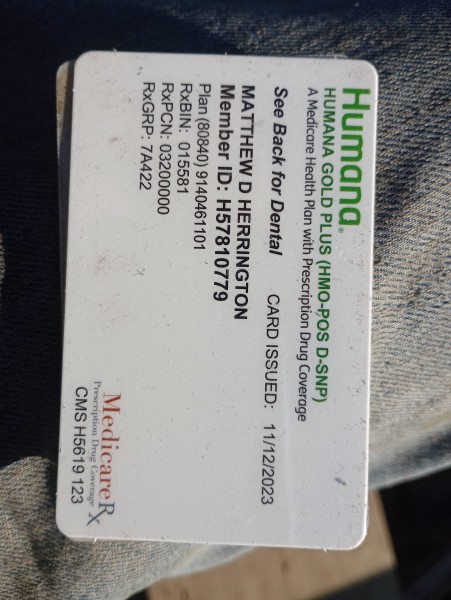 Humana®
HUMANA GOLD PLUS (HMO-POS D-SNP)
A Medicare Health Plan with Prescription Drug Coverage
See Back for Dental CARD ISSUED: 11/12/2023
MATTHEW D HERRINGTON
Member ID: H57810779
Plan (80840) 9140461101
RxBIN: 015581
RxPCN: 03200000
RxGRP: 7A422
MedicareRx
Prescription Drug Coverage
CMS H5619 123